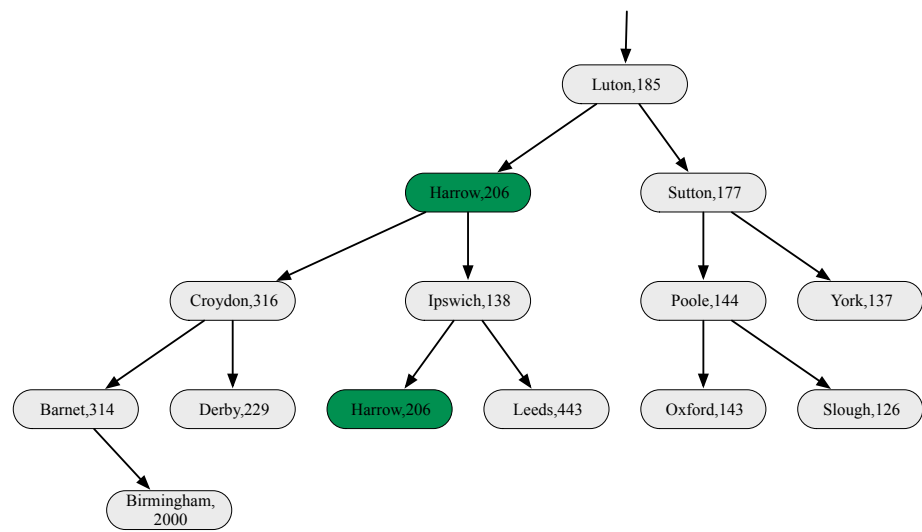 Luton,185
Harrow,206
Sutton,177
Croydon,316
Ipswich,138
Poole,144
York,137
Barnet,314
Derby,229
Harrow,206
Leeds,443
Oxford,143
Slough,126
Birmingham,
2000